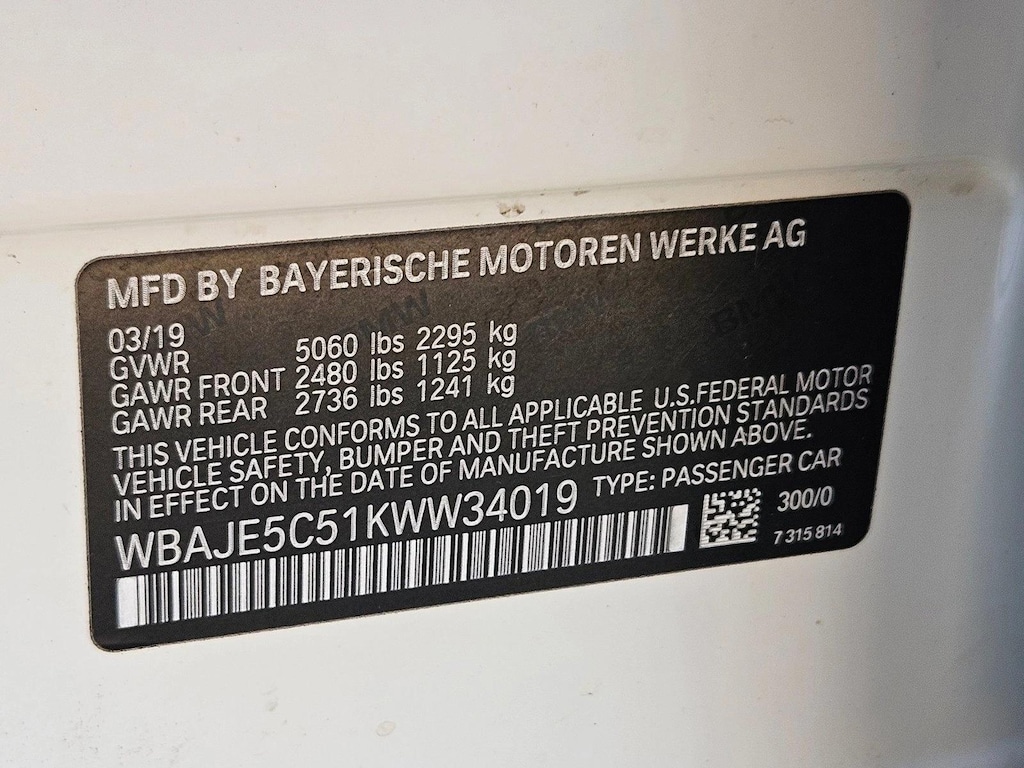 MFD BY BAYERISCHE MOTOREN WERKE AG
03/19
GVWR 5060 lbs 2295 kg
GAWR FRONT 2480 lbs 1125 kg
GAWR REAR 2736 lbs 1241 kg
THIS VEHICLE CONFORMS TO ALL APPLICABLE U.S.FEDERAL MOTOR
VEHICLE SAFETY, BUMPER AND THEFT PREVENTION STANDARDS
IN EFFECT ON THE DATE OF MANUFACTURE SHOWN ABOVE.
WBAJE5C51KWW34019 TYPE: PASSENGER CAR
300/0
7 315 814